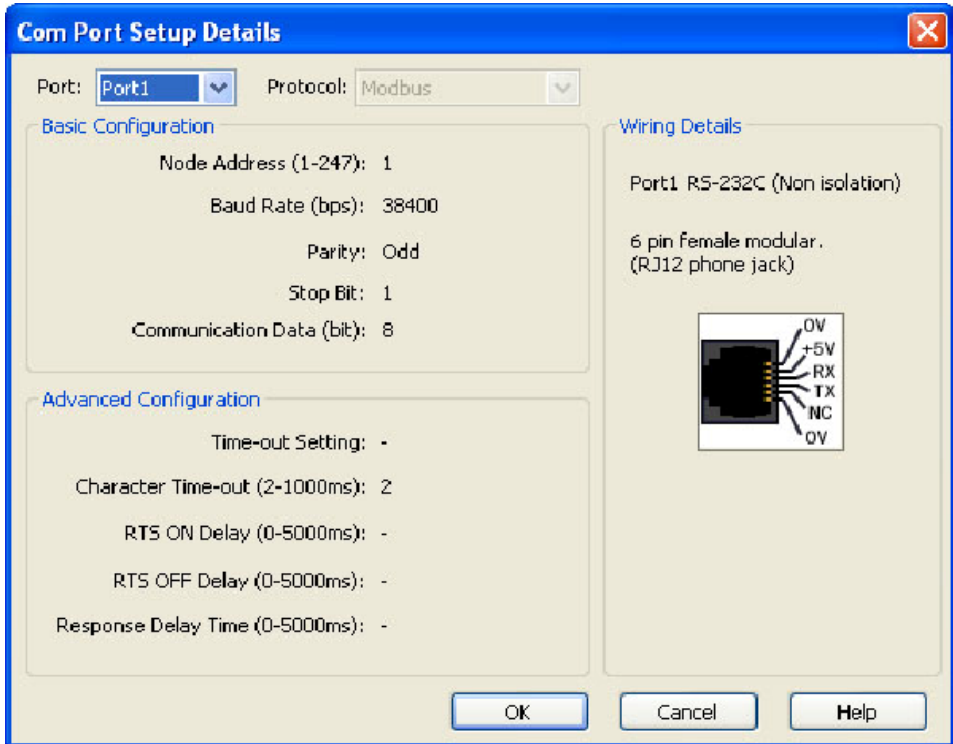 Com Port Setup Details
Port: Port1 Protocol: Modbus
Basic Configuration
Node Address (1-247): 1
Baud Rate (bps): 38400
Parity: Odd
Stop Bit: 1
Communication Data (bit): 8
Advanced Configuration
Time-out Setting: -
Character Time-out (2-1000ms): 2
RTS ON Delay (0-5000ms): -
RTS OFF Delay (0-5000ms): -
Response Delay Time (0-5000ms): -
Wiring Details
Port1 RS-232C (Non isolation)
6 pin female modular.
(RJ12 phone jack)
0V
+5V
RX
TX
NC
0V
OK Cancel Help